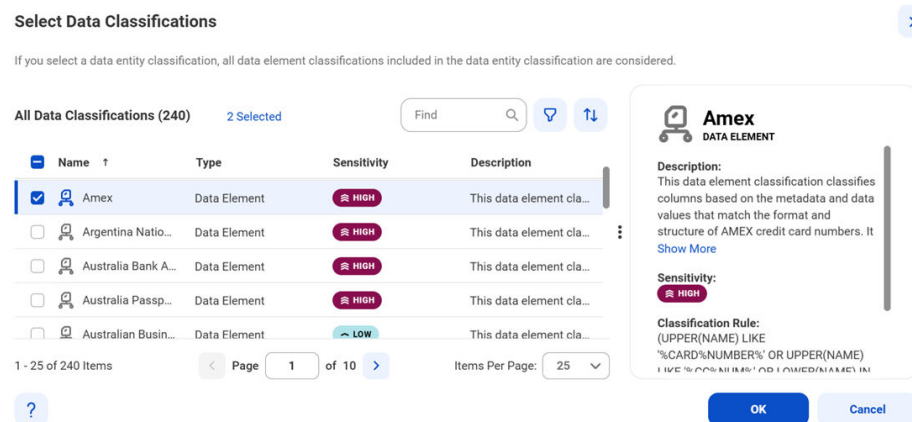 Select Data Classifications
If you select a data entity classification, all data element classifications included in the data entity classification are considered.
All Data Classifications (240) 2 Selected Find
Name ↑ Type Sensitivity Description
Amex Data Element HIGH This data element cla...
Argentina Natio... Data Element HIGH This data element cla...
Australia Bank A... Data Element HIGH This data element cla...
Australia Passp... Data Element HIGH This data element cla...
Australian Busin... Data Element LOW This data element cla...
1 - 25 of 240 Items Page 1 of 10 Items Per Page: 25
Amex
DATA ELEMENT
Description:
This data element classification classifies
columns based on the metadata and data
values that match the format and
structure of AMEX credit card numbers. It
Show More
Sensitivity:
HIGH
Classification Rule:
(UPPER(NAME) LIKE
'%CARD%NUMBER%' OR UPPER(NAME)
LIKE '%CC%NUM%' OR LOWER(NAME) IN
? OK Cancel